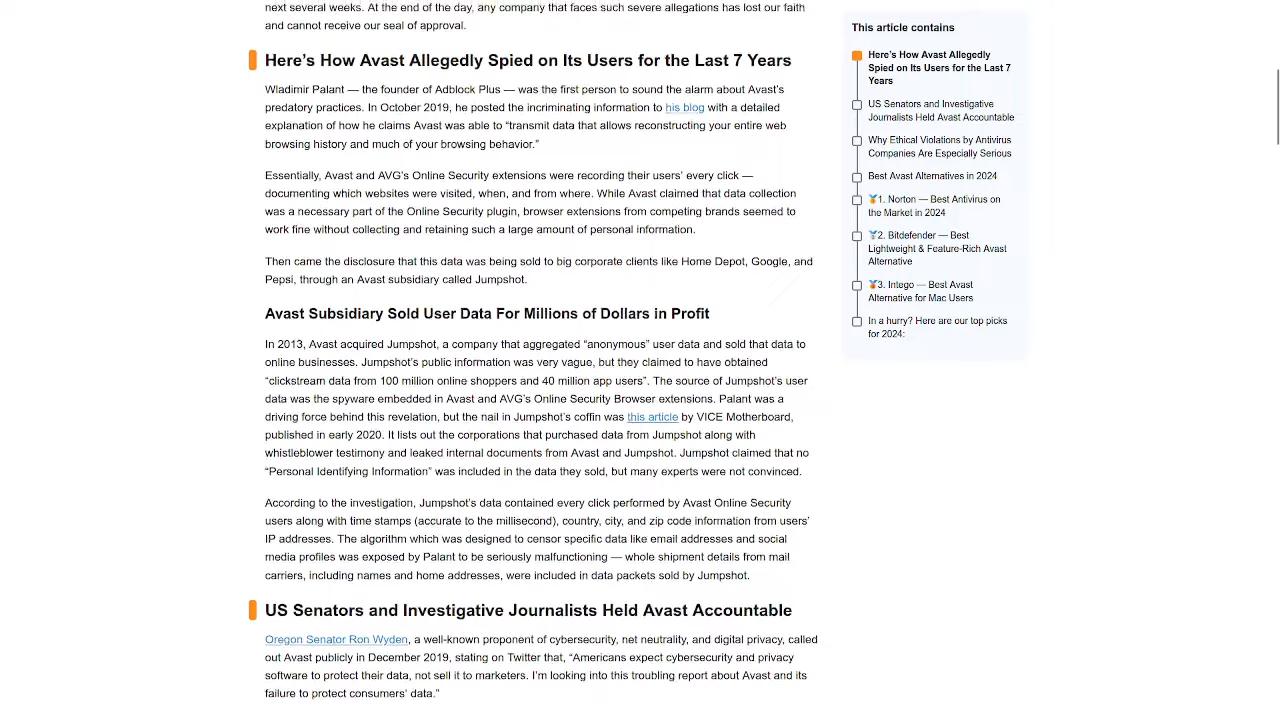 next several weeks. At the end of the day, any company that faces such severe allegations has lost our faith
and cannot receive our seal of approval.
Here’s How Avast Allegedly Spied on Its Users for the Last 7 Years
Wladimir Palant — the founder of Adblock Plus — was the first person to sound the alarm about Avast’s
predatory practices. In October 2019, he posted the incriminating information to his blog with a detailed
explanation of how he claims Avast was able to “transmit data that allows reconstructing your entire web
browsing history and much of your browsing behavior.”
Essentially, Avast and AVG’s Online Security extensions were recording their users’ every click —
documenting which websites were visited, when, and from where. While Avast claimed that data collection
was a necessary part of the Online Security plugin, browser extensions from competing brands seemed to
work fine without collecting and retaining such a large amount of personal information.
Then came the disclosure that this data was being sold to big corporate clients like Home Depot, Google, and
Pepsi, through an Avast subsidiary called Jumpshot.
Avast Subsidiary Sold User Data For Millions of Dollars in Profit
In 2013, Avast acquired Jumpshot, a company that aggregated “anonymous” user data and sold that data to
online businesses. Jumpshot’s public information was very vague, but they claimed to have obtained
“clickstream data from 100 million online shoppers and 40 million app users”. The source of Jumpshot’s user
data was the spyware embedded in Avast and AVG’s Online Security Browser extensions. Palant was a
driving force behind this revelation, but the nail in Jumpshot’s coffin was this article by VICE Motherboard,
published in early 2020. It lists out the corporations that purchased data from Jumpshot along with
whistleblower testimony and leaked internal documents from Avast and Jumpshot. Jumpshot claimed that no
“Personal Identifying Information” was included in the data they sold, but many experts were not convinced.
According to the investigation, Jumpshot’s data contained every click performed by Avast Online Security
users along with time stamps (accurate to the millisecond), country, city, and zip code information from users’
IP addresses. The algorithm which was designed to censor specific data like email addresses and social
media profiles was exposed by Palant to be seriously malfunctioning — whole shipment details from mail
carriers, including names and home addresses, were included in data packets sold by Jumpshot.
US Senators and Investigative Journalists Held Avast Accountable
Oregon Senator Ron Wyden, a well-known proponent of cybersecurity, net neutrality, and digital privacy, called
out Avast publicly in December 2019, stating on Twitter that, “Americans expect cybersecurity and privacy
software to protect their data, not sell it to marketers. I’m looking into this troubling report about Avast and its
failure to protect consumers’ data.”
This article contains
Here’s How Avast Allegedly
Spied on Its Users for the Last 7
Years
US Senators and Investigative
Journalists Held Avast Accountable
Why Ethical Violations by Antivirus
Companies Are Especially Serious
Best Avast Alternatives in 2024
🥇1. Norton — Best Antivirus on
the Market in 2024
🥈2. Bitdefender — Best
Lightweight & Feature-Rich Avast
Alternative
🥉3. Intego — Best Avast
Alternative for Mac Users
In a hurry? Here are our top picks
for 2024: